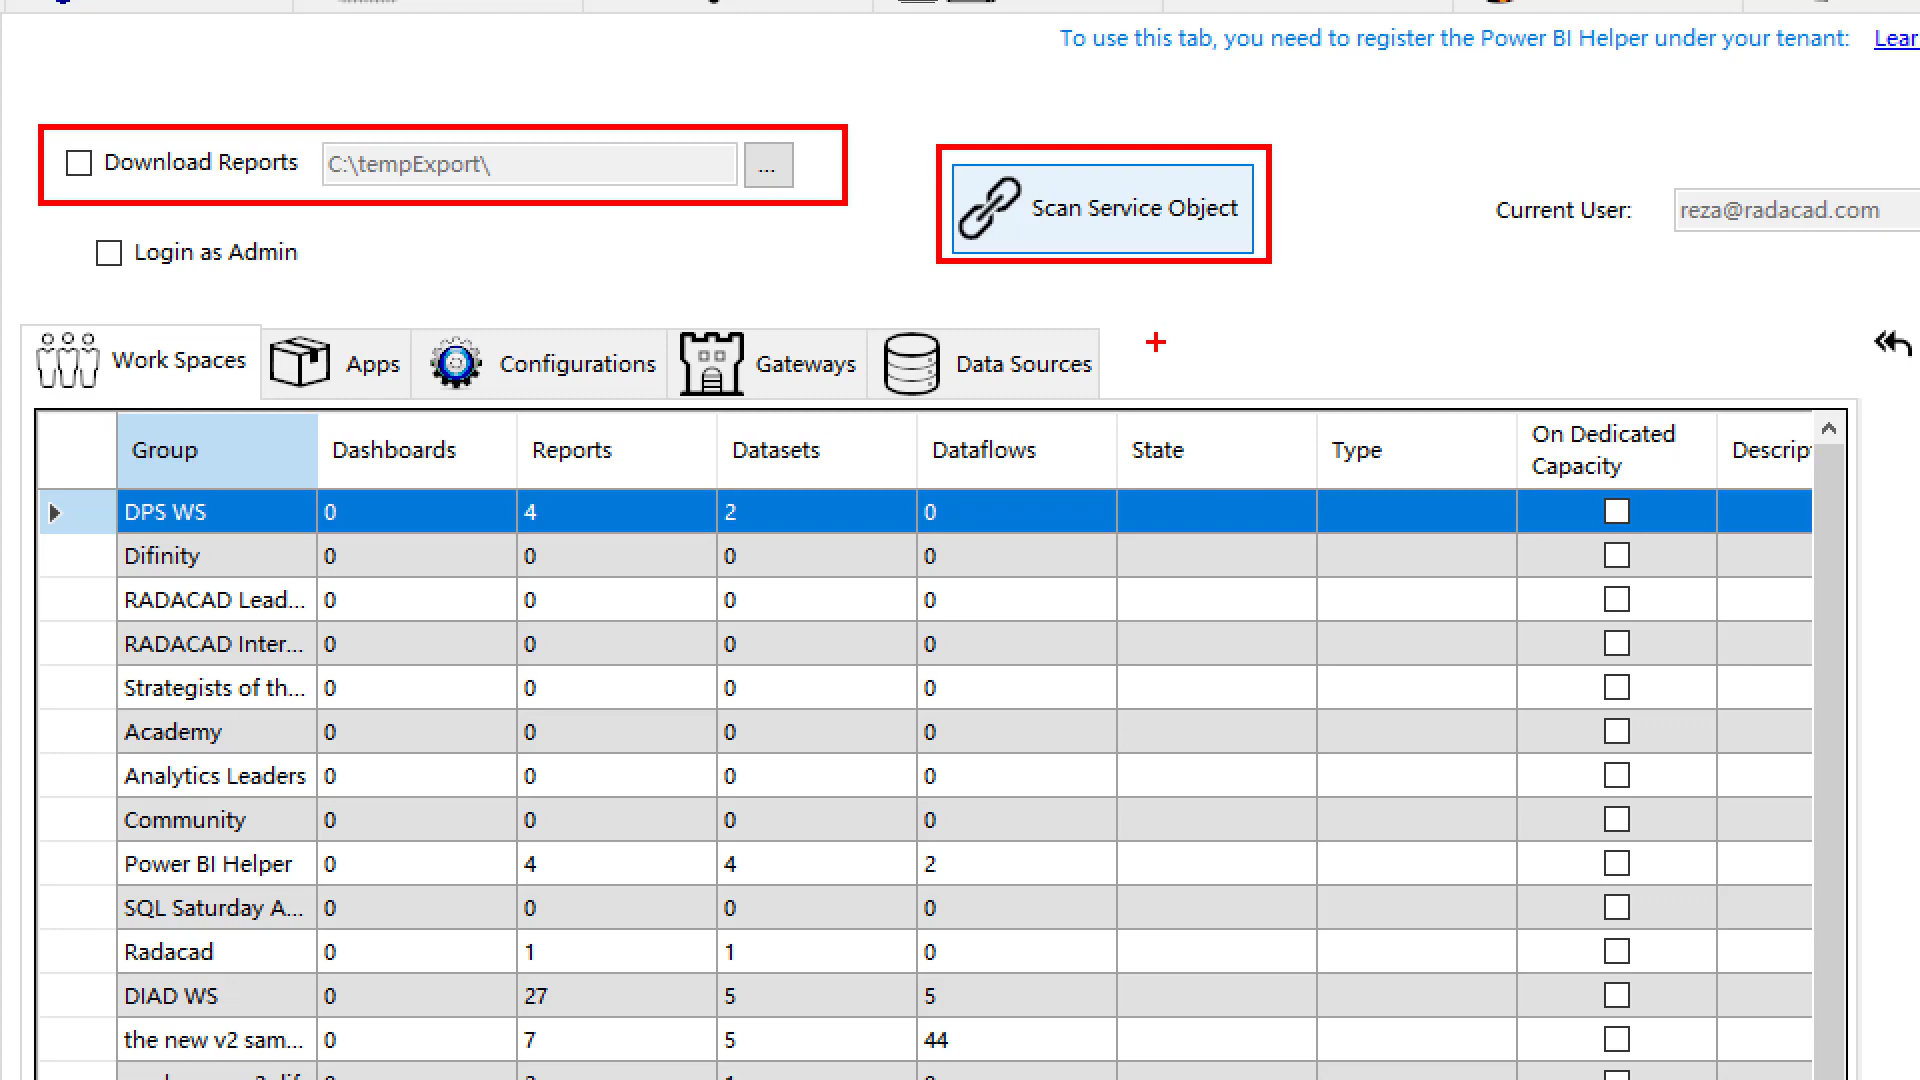 To use this tab, you need to register the Power BI Helper under your tenant: Lear
Download Reports C:\tempExport\ ...
Scan Service Object
Current User: reza@radacad.com
Login as Admin
Work Spaces Apps Configurations Gateways Data Sources
Group Dashboards Reports Datasets Dataflows State Type On Dedicated Capacity Descrip
DPS WS 0 4 2 0
Difinity 0 0 0 0
RADACAD Lead... 0 0 0 0
RADACAD Inter... 0 0 0 0
Strategists of th... 0 0 0 0
Academy 0 0 0 0
Analytics Leaders 0 0 0 0
Community 0 0 0 0
Power BI Helper 0 4 4 2
SQL Saturday A... 0 0 0 0
Radacad 0 1 1 0
DIAD WS 0 27 5 5
the new v2 sam... 0 7 5 44